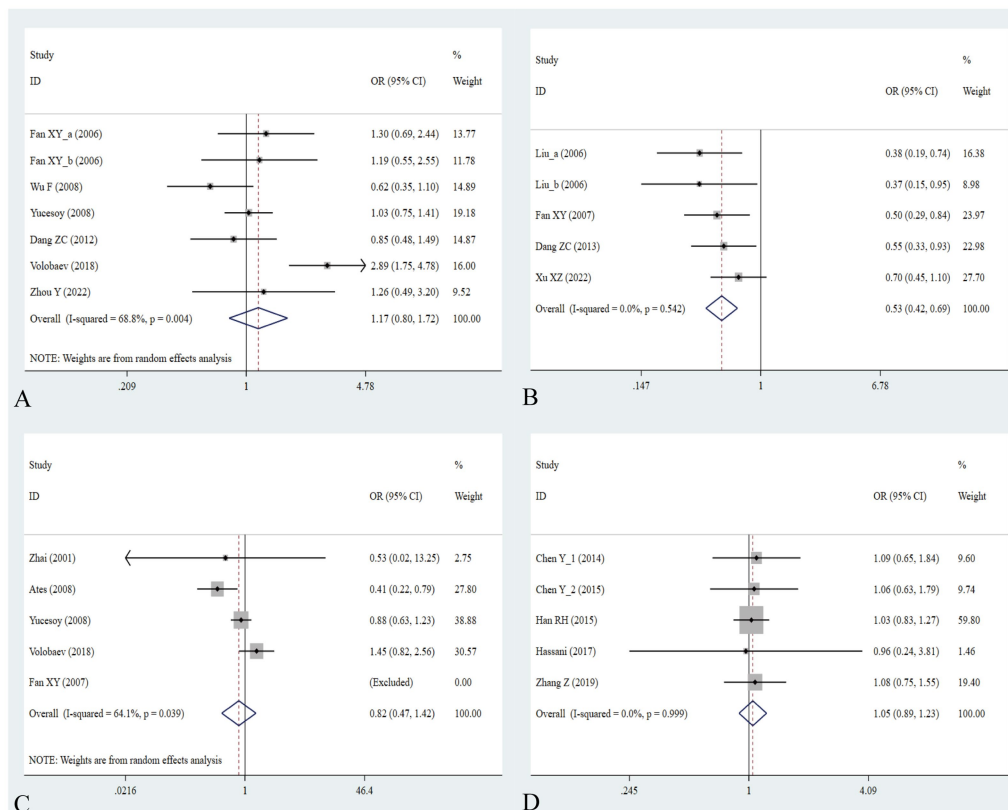 Study %
ID OR (95% CI) Weight
Fan XY_a (2006) 1.30 (0.69, 2.44) 13.77
Fan XY_b (2006) 1.19 (0.55, 2.55) 11.78
Wu F (2008) 0.62 (0.35, 1.10) 14.89
Yucesoy (2008) 1.03 (0.75, 1.41) 19.18
Dang ZC (2012) 0.85 (0.48, 1.49) 14.87
Volobaev (2018) 2.89 (1.75, 4.78) 16.00
Zhou Y (2022) 1.26 (0.49, 3.20) 9.52
Overall (I-squared = 68.8%, p = 0.004) 1.17 (0.80, 1.72) 100.00
NOTE: Weights are from random effects analysis
.209 1 4.78
A
Study %
ID OR (95% CI) Weight
Liu_a (2006) 0.38 (0.19, 0.74) 16.38
Liu_b (2006) 0.37 (0.15, 0.95) 8.98
Fan XY (2007) 0.50 (0.29, 0.84) 23.97
Dang ZC (2013) 0.55 (0.33, 0.93) 22.98
Xu XZ (2022) 0.70 (0.45, 1.10) 27.70
Overall (I-squared = 0.0%, p = 0.542) 0.53 (0.42, 0.69) 100.00
.147 1 6.78
B
Study %
ID OR (95% CI) Weight
Zhai (2001) 0.53 (0.02, 13.25) 2.75
Ates (2008) 0.41 (0.22, 0.79) 27.80
Yucesoy (2008) 0.88 (0.63, 1.23) 38.88
Volobaev (2018) 1.45 (0.82, 2.56) 30.57
Fan XY (2007) (Excluded) 0.00
Overall (I-squared = 64.1%, p = 0.039) 0.82 (0.47, 1.42) 100.00
NOTE: Weights are from random effects analysis
.0216 1 46.4
C
Study %
ID OR (95% CI) Weight
Chen Y_1 (2014) 1.09 (0.65, 1.84) 9.60
Chen Y_2 (2015) 1.06 (0.63, 1.79) 9.74
Han RH (2015) 1.03 (0.83, 1.27) 59.80
Hassani (2017) 0.96 (0.24, 3.81) 1.46
Zhang Z (2019) 1.08 (0.75, 1.55) 19.40
Overall (I-squared = 0.0%, p = 0.999) 1.05 (0.89, 1.23) 100.00
.245 1 4.09
D